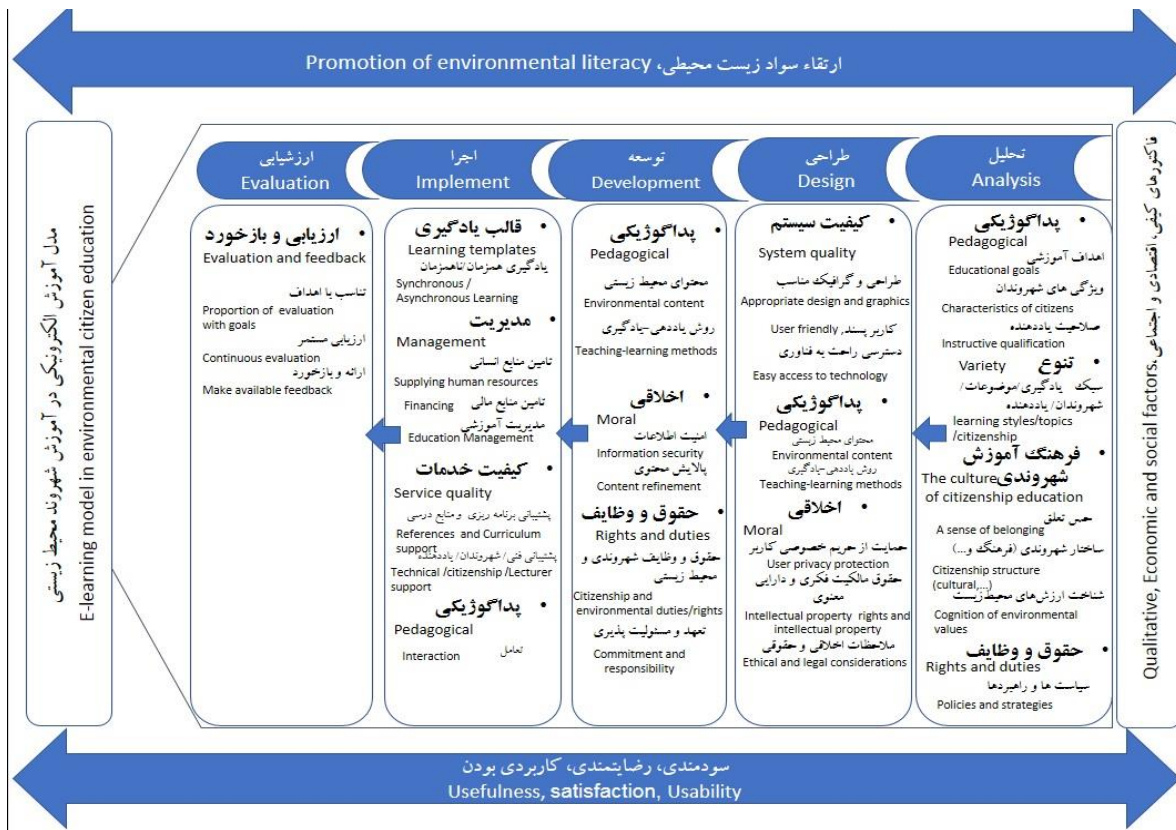 ارتقاء سواد زیست محیطی، Promotion of environmental literacy
فاکتورهای کیفی، اقتصادی و اجتماعی
Qualitative, Economic and social factors,
تحلیل
Analysis
پداگوژیکی
Pedagogical
اهداف آموزشی
Educational goals
ویژگی های شهروندان
Characteristics of citizens
صلاحیت یاددهنده
Instructive qualification
تنوع
Variety
سبک یادگیری/موضوعات/
شهروندان/یاددهنده
learning styles/topics
/citizenship
فرهنگ آموزش
شهروندی
The culture
of citizenship education
حس تعلق
A sense of belonging
ساختار شهروندی (فرهنگ و...)
Citizenship structure
(cultural,...)
شناخت ارزش‌های محیط‌زیست
Cognition of environmental
values
حقوق و وظایف
Rights and duties
سیاست ها و راهبردها
Policies and strategies
طراحی
Design
کیفیت سیستم
System quality
طراحی و گرافیک مناسب
Appropriate design and graphics
کاربر پسند, User friendly
دسترسی راحت به فناوری
Easy access to technology
پداگوژیکی
Pedagogical
محتوای محیط زیستی
Environmental content
روش یاددهی-یادگیری
Teaching-learning methods
اخلاقی
Moral
حمایت از حریم خصوصی کاربر
User privacy protection
حقوق مالکیت فکری و دارایی
معنوی
Intellectual property rights and
intellectual property
ملاحظات اخلاقی و حقوقی
Ethical and legal considerations
توسعه
Development
پداگوژیکی
Pedagogical
محتوای محیط زیستی
Environmental content
روش یاددهی-یادگیری
Teaching-learning methods
اخلاقی
Moral
امنیت اطلاعات
Information security
پالایش محتوی
Content refinement
حقوق و وظایف
Rights and duties
حقوق و وظایف شهروندی و
محیط زیستی
Citizenship and
environmental duties/rights
تعهد و مسئولیت پذیری
Commitment and
responsibility
اجرا
Implement
قالب یادگیری
Learning templates
یادگیری همزمان/ناهمزمان
Synchronous /
Asynchronous Learning
مدیریت
Management
تامین منابع انسانی
Supplying human resources
تامین منابع مالی Financing
مدیریت آموزشی
Education Management
کیفیت خدمات
Service quality
پشتیبانی برنامه ریزی و منابع درسی
References and Curriculum
support
پشتیبانی فنی/شهروندان/یاددهنده
Technical /citizenship /Lecturer
support
پداگوژیکی
Pedagogical
تعامل Interaction
ارزشیابی
Evaluation
ارزیابی و بازخورد
Evaluation and feedback
تناسب با اهداف
Proportion of evaluation
with goals
ارزیابی مستمر
Continuous evaluation
ارائه و بازخورد
Make available feedback
مدل آموزش الکترونیکی در آموزش شهروند محیط زیستی
E-learning model in environmental citizen education
سودمندی، رضایتمندی، کاربردی بودن
Usefulness, satisfaction, Usability